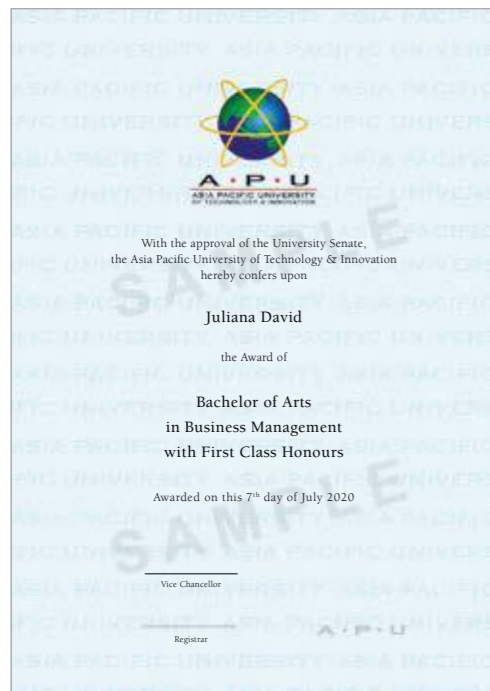 A·P·U
ASIA PACIFIC UNIVERSITY
OF TECHNOLOGY & INNOVATION
With the approval of the University Senate,
the Asia Pacific University of Technology & Innovation
hereby confers upon
Juliana David
the Award of
Bachelor of Arts
in Business Management
with First Class Honours
Awarded on this 7th day of July 2020
SAMPLE
SAMPLE
Vice Chancellor
Registrar
A·P·U